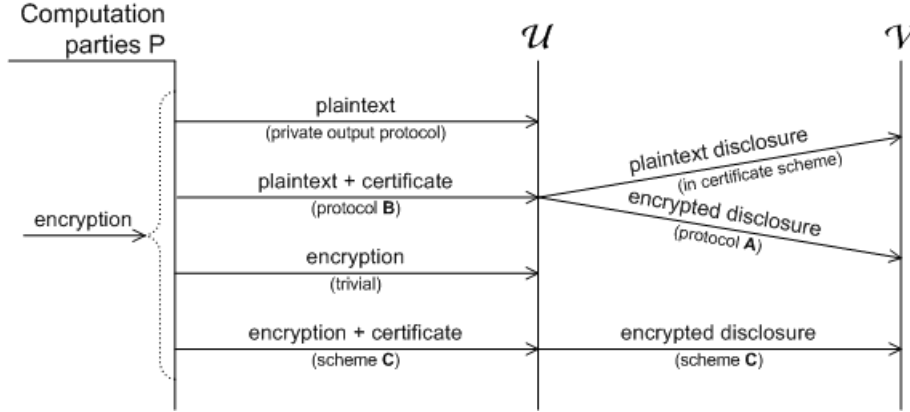 Computation
parties P
𝒰
𝒱
encryption
plaintext
(private output protocol)
plaintext + certificate
(protocol B)
encryption
(trivial)
encryption + certificate
(scheme C)
plaintext disclosure
(in certificate scheme)
encrypted disclosure
(protocol A)
encrypted disclosure
(scheme C)